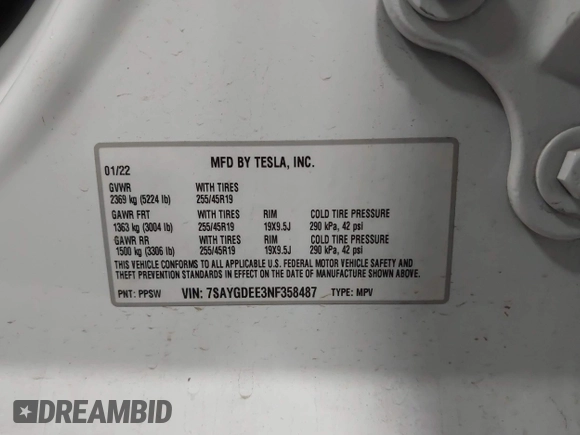 01/22 MFD BY TESLA, INC.
GVWR WITH TIRES
2369 kg (5224 lb) 255/45R19
GAWR FRT WITH TIRES RIM COLD TIRE PRESSURE
1363 kg (3004 lb) 255/45R19 19X9.5J 290 kPa, 42 psi
GAWR RR WITH TIRES RIM COLD TIRE PRESSURE
1500 kg (3306 lb) 255/45R19 19X9.5J 290 kPa, 42 psi
THIS VEHICLE CONFORMS TO ALL APPLICABLE U.S. FEDERAL MOTOR VEHICLE SAFETY AND
THEFT PREVENTION STANDARDS IN EFFECT ON THE DATE OF MANUFACTURE SHOWN ABOVE.
PNT: PPSW VIN: 7SAYGDEE3NF358487 TYPE: MPV
DREAMBID